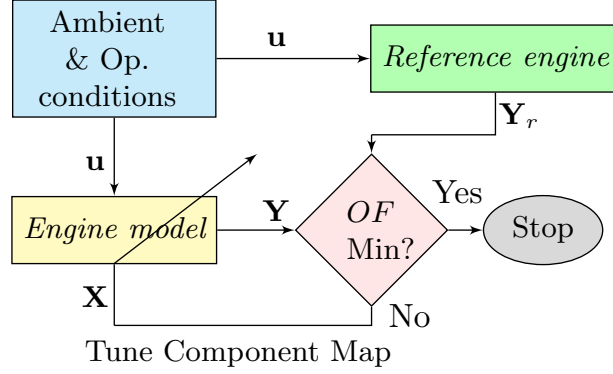 Ambient
& Op.
conditions
u
Reference engine
Y_r
u
Engine model
Y
OF
Min?
Yes
Stop
X
No
Tune Component Map